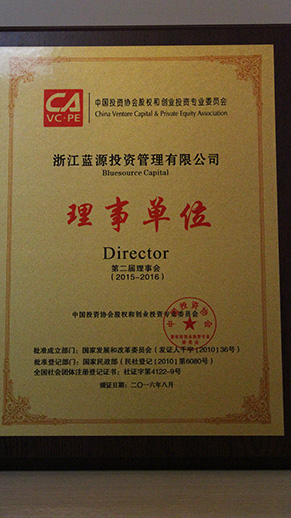 CA
VC·PE
中国投资协会股权和创业投资专业委员会
China Venture Capital & Private Equity Association
浙江蓝源投资管理有限公司
Bluesource Capital
理事单位
Director
第二届理事会
(2015-2016)
中国投资协会股权和创业投资专业委员会
批准成立部门：国家发展和改革委员会（发证人干字[2010]36号）
批准登记部门：国家民政部（民社登记[2010]第6080号）
全国社会团体注册登记证书：社证字第4122-9号
颁证日期：二〇一六年八月